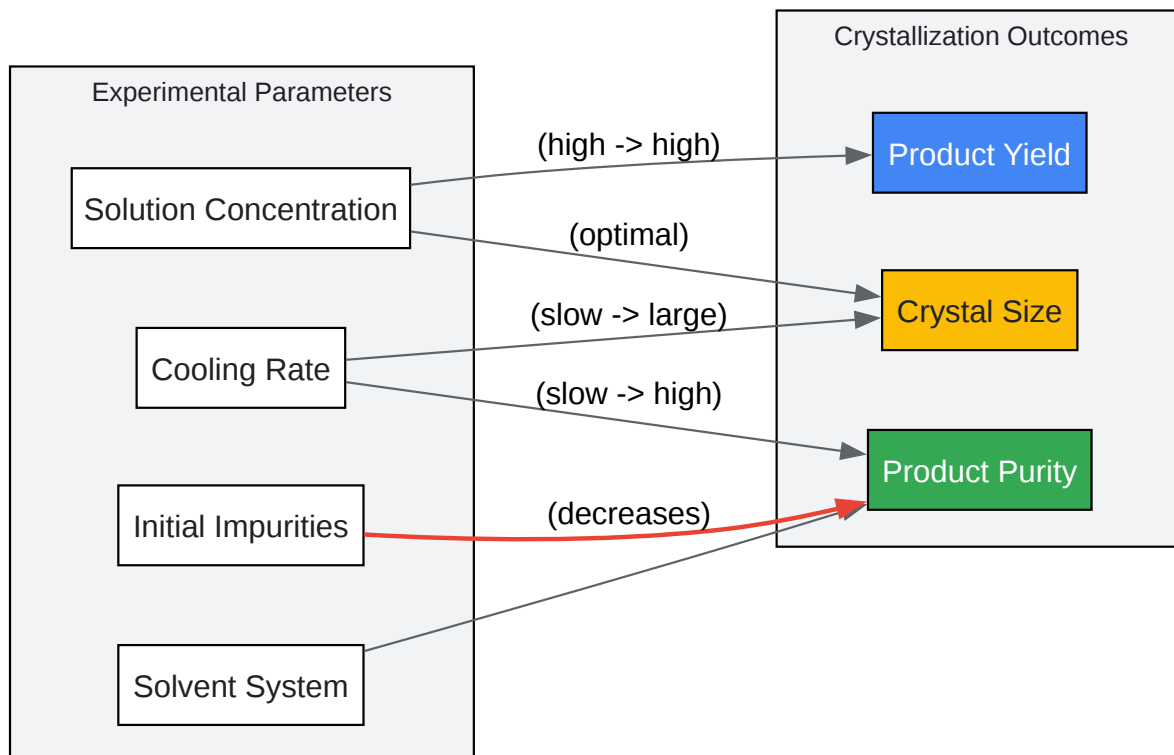 Experimental Parameters
Solution Concentration
Cooling Rate
Initial Impurities
Solvent System
(high -> high)
(optimal)
(slow -> large)
(slow -> high)
(decreases)
Crystallization Outcomes
Product Yield
Crystal Size
Product Purity